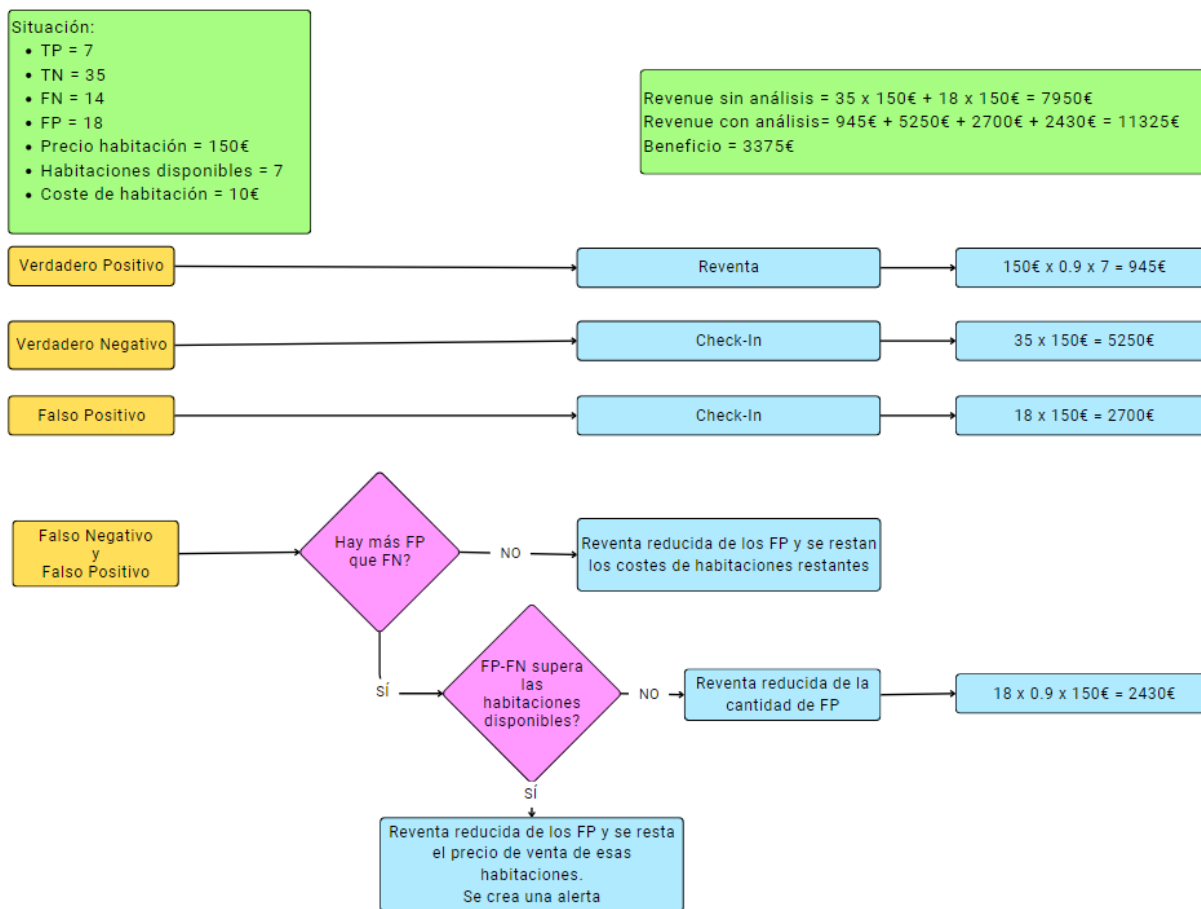 Situación:
• TP = 7
• TN = 35
• FN = 14
• FP = 18
• Precio habitación = 150€
• Habitaciones disponibles = 7
• Coste de habitación = 10€
Revenue sin análisis = 35 x 150€ + 18 x 150€ = 7950€
Revenue con análisis= 945€ + 5250€ + 2700€ + 2430€ = 11325€
Beneficio = 3375€
Verdadero Positivo
Reventa
150€ x 0.9 x 7 = 945€
Verdadero Negativo
Check-In
35 x 150€ = 5250€
Falso Positivo
Check-In
18 x 150€ = 2700€
Falso Negativo
y
Falso Positivo
Hay más FP
que FN?
NO
Reventa reducida de los FP y se restan
los costes de habitaciones restantes
SÍ
FP-FN supera
las
habitaciones
disponibles?
NO
Reventa reducida de la
cantidad de FP
18 x 0.9 x 150€ = 2430€
SÍ
Reventa reducida de los FP y se resta
el precio de venta de esas
habitaciones.
Se crea una alerta